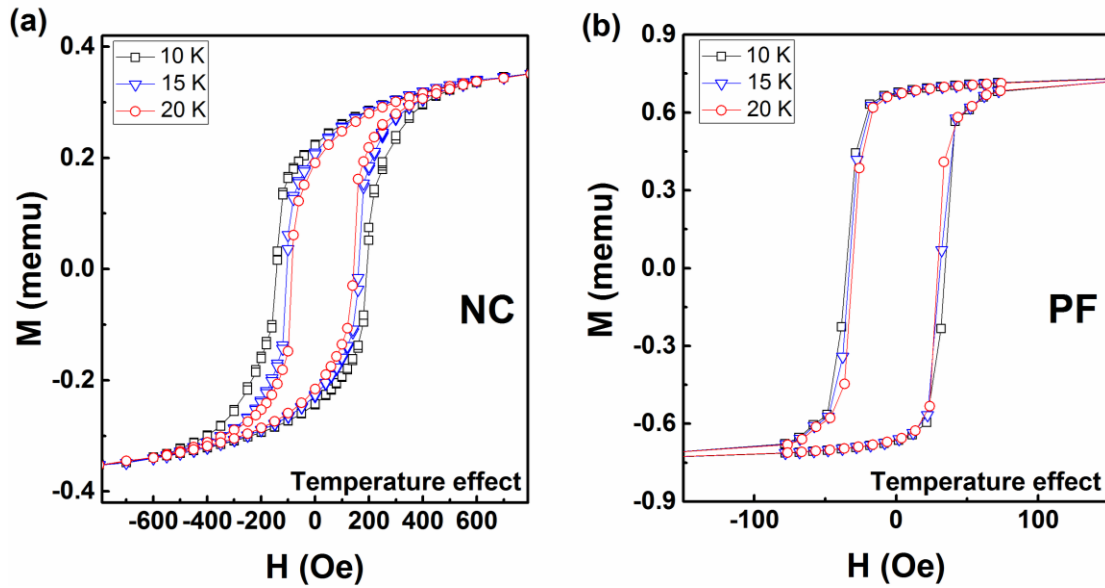 (a)
10 K
15 K
20 K
0.4
0.2
0.0
-0.2
-0.4
M (memu)
NC
Temperature effect
-600 -400 -200 0 200 400 600
H (Oe)
(b)
10 K
15 K
20 K
0.9
0.6
0.3
0.0
-0.3
-0.6
-0.9
M (memu)
PF
Temperature effect
-100 0 100
H (Oe)